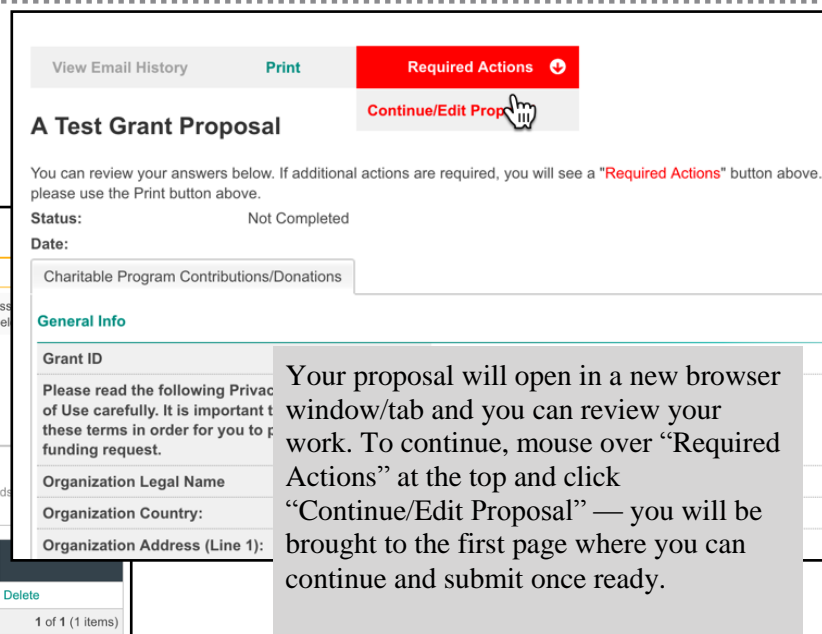 View Email History Print Required Actions
Continue/Edit
A Test Grant Proposal
You can review your answers below. If additional actions are required, you will see a "Required Actions" button above.
please use the Print button above.
Status: Not Completed
Date:
Charitable Program Contributions/Donations
General Info
Grant ID
Please read the following
of Use carefully. It is important
these terms in order for you to
funding request.
Organization Legal Name
Organization Country:
Organization Address (Line 1):
Your proposal will open in a new browser
window/tab and you can review your
work. To continue, mouse over “Required
Actions” at the top and click
“Continue/Edit Proposal” — you will be
brought to the first page where you can
continue and submit once ready.
Delete
1 of 1 (1 items)